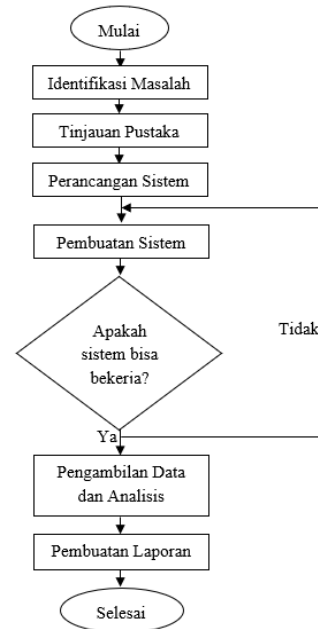 Mulai
Identifikasi Masalah
Tinjauan Pustaka
Perancangan Sistem
Pembuatan Sistem
Apakah
sistem bisa
bekeria?
Tidak
Ya
Pengambilan Data
dan Analisis
Pembuatan Laporan
Selesai